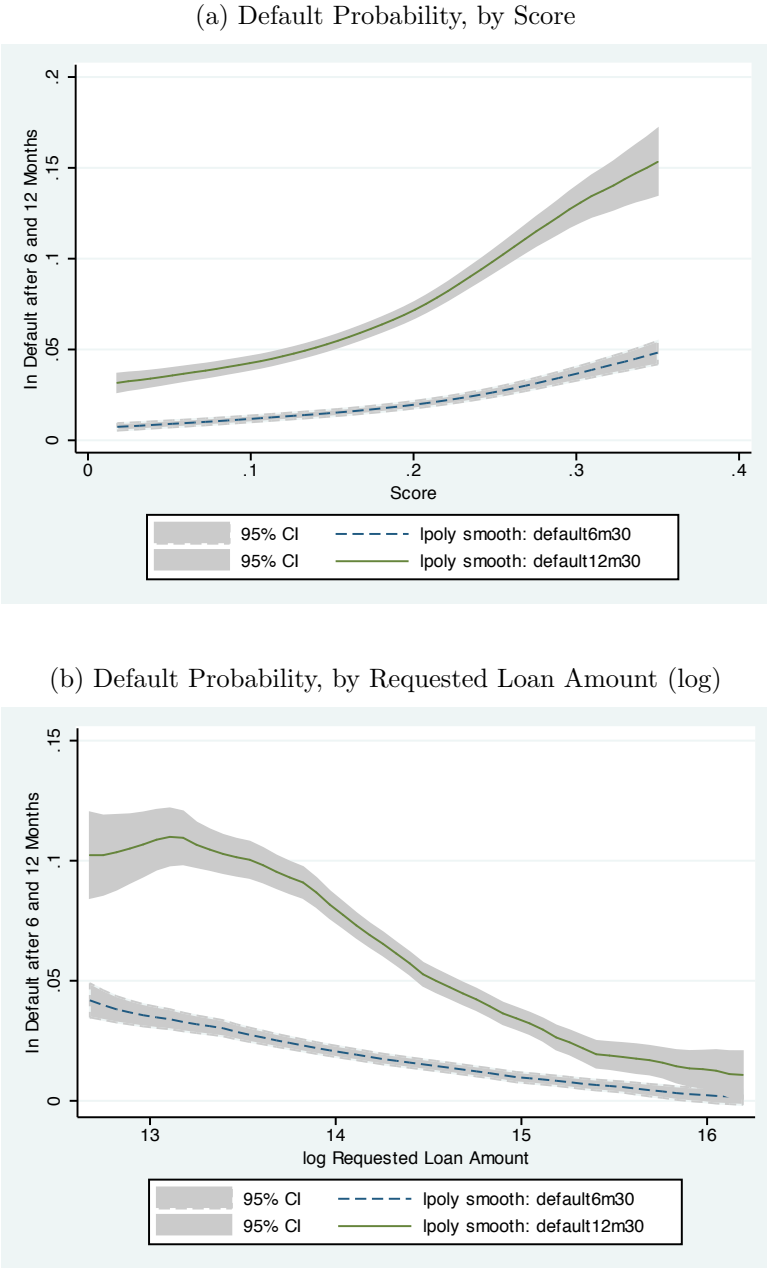 (a) Default Probability, by Score
In Default after 6 and 12 Months
.2
.15
.1
.05
0
0 .1 .2 .3 .4
Score
95% CI lpoly smooth: default6m30
95% CI lpoly smooth: default12m30
(b) Default Probability, by Requested Loan Amount (log)
In Default after 6 and 12 Months
.15
.1
.05
0
13 14 15 16
log Requested Loan Amount
95% CI lpoly smooth: default6m30
95% CI lpoly smooth: default12m30